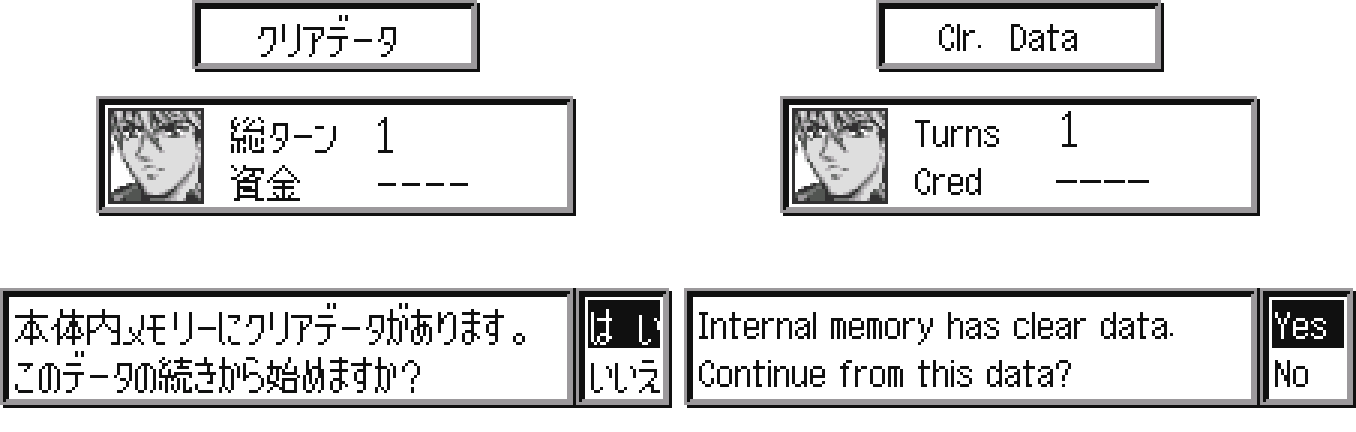 クリアデータ
総ターン 1
資金 ----
本体内メモリーにクリアデータがあります。
このデータの続きから始めますか?
はい
いいえ
Clr. Data
Turns 1
Cred ----
Internal memory has clear data.
Continue from this data?
Yes
No